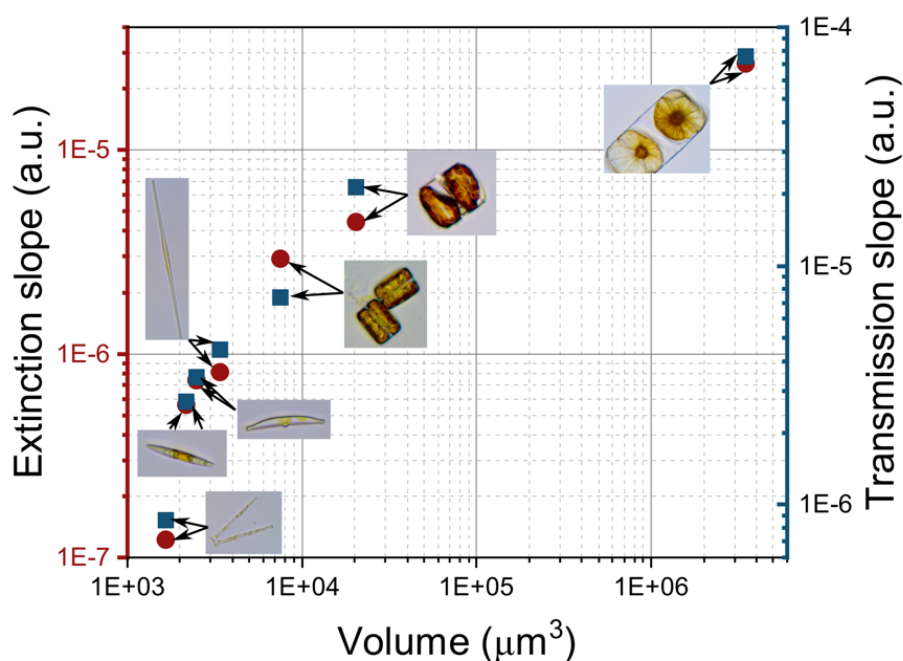 Extinction slope (a.u.)
1E-5
1E-6
1E-7
1E-4
1E-5
1E-6
Transmission slope (a.u.)
1E+03
1E+04
1E+05
1E+06
Volume (μm³)